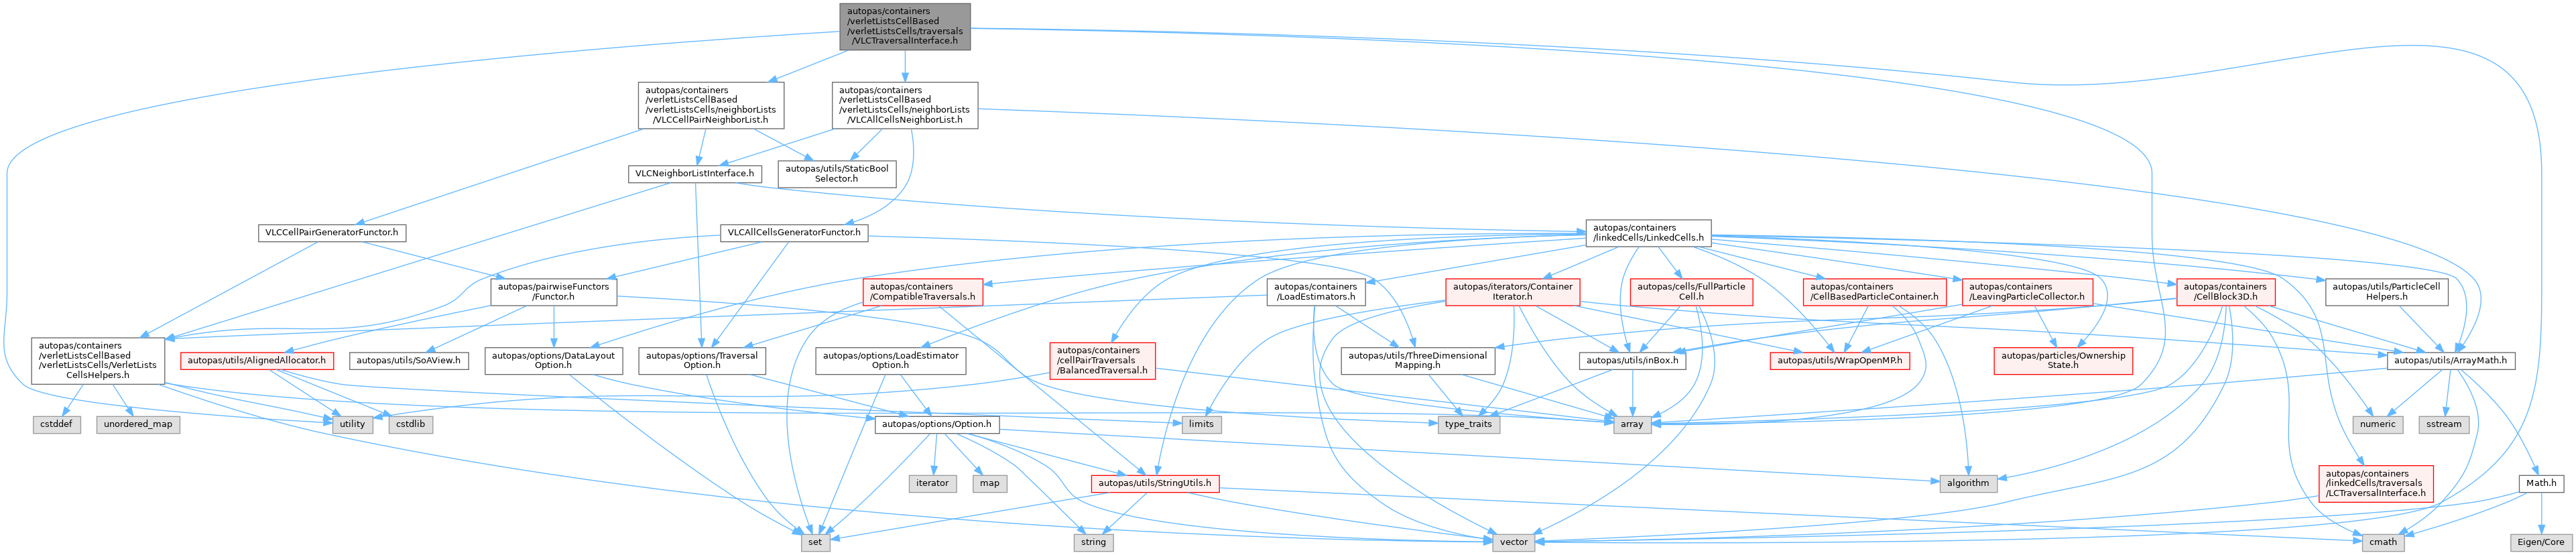 autopas/containers
/verletListsCellBased
/verletListsCells/traversals
/VLCTraversalInterface.h
autopas/containers
/verletListsCellBased
/verletListsCells/neighborLists
/VLCCellPairNeighborList.h
autopas/containers
/verletListsCellBased
/verletListsCells/neighborLists
/VLCAllCellsNeighborList.h
VLCNeighborListInterface.h
autopas/utils/StaticBool
Selector.h
VLCCellPairGeneratorFunctor.h
VLCAllCellsGeneratorFunctor.h
autopas/containers
/linkedCells/LinkedCells.h
autopas/pairwiseFunctors
/Functor.h
autopas/containers
/CompatibleTraversals.h
autopas/containers
/LoadEstimators.h
autopas/iterators/Container
Iterator.h
autopas/cells/FullParticle
Cell.h
autopas/containers
/CellBasedParticleContainer.h
autopas/containers
/LeavingParticleCollector.h
autopas/containers
/CellBlock3D.h
autopas/utils/ParticleCell
Helpers.h
autopas/containers
/verletListsCellBased
/verletListsCells/VerletLists
CellsHelpers.h
autopas/utils/AlignedAllocator.h
autopas/utils/SoAView.h
autopas/options/DataLayout
Option.h
autopas/options/Traversal
Option.h
autopas/options/LoadEstimator
Option.h
autopas/containers
/cellPairTraversals
/BalancedTraversal.h
autopas/utils/ThreeDimensional
Mapping.h
autopas/utils/inBox.h
autopas/utils/WrapOpenMP.h
autopas/particles/Ownership
State.h
autopas/utils/ArrayMath.h
cstddef
unordered_map
utility
cstdlib
autopas/options/Option.h
limits
type_traits
array
numeric
sstream
iterator
map
autopas/utils/StringUtils.h
algorithm
autopas/containers
/linkedCells/traversals
/LCTraversalInterface.h
Math.h
set
string
vector
cmath
Eigen/Core